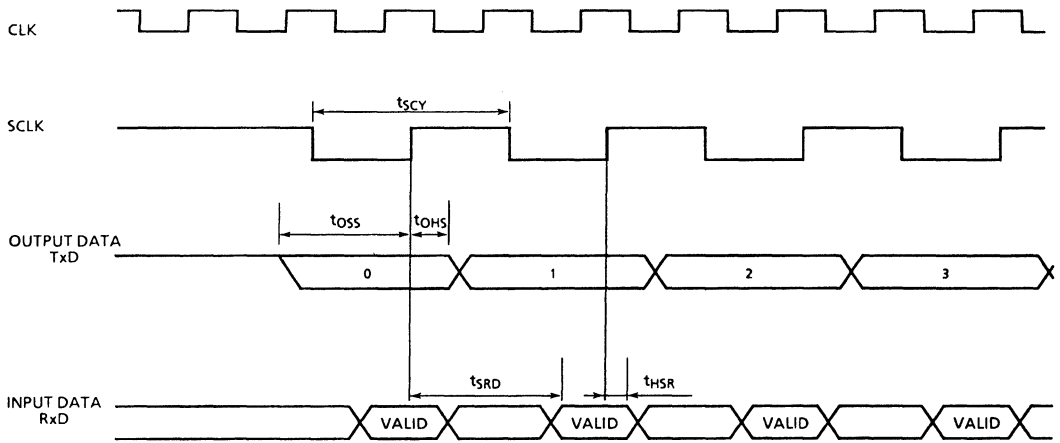 CLK
tSCY
SCLK
tOSS tOHS
OUTPUT DATA
TxD
0 1 2 3
tSRD tHSR
INPUT DATA
RxD
VALID VALID VALID VALID